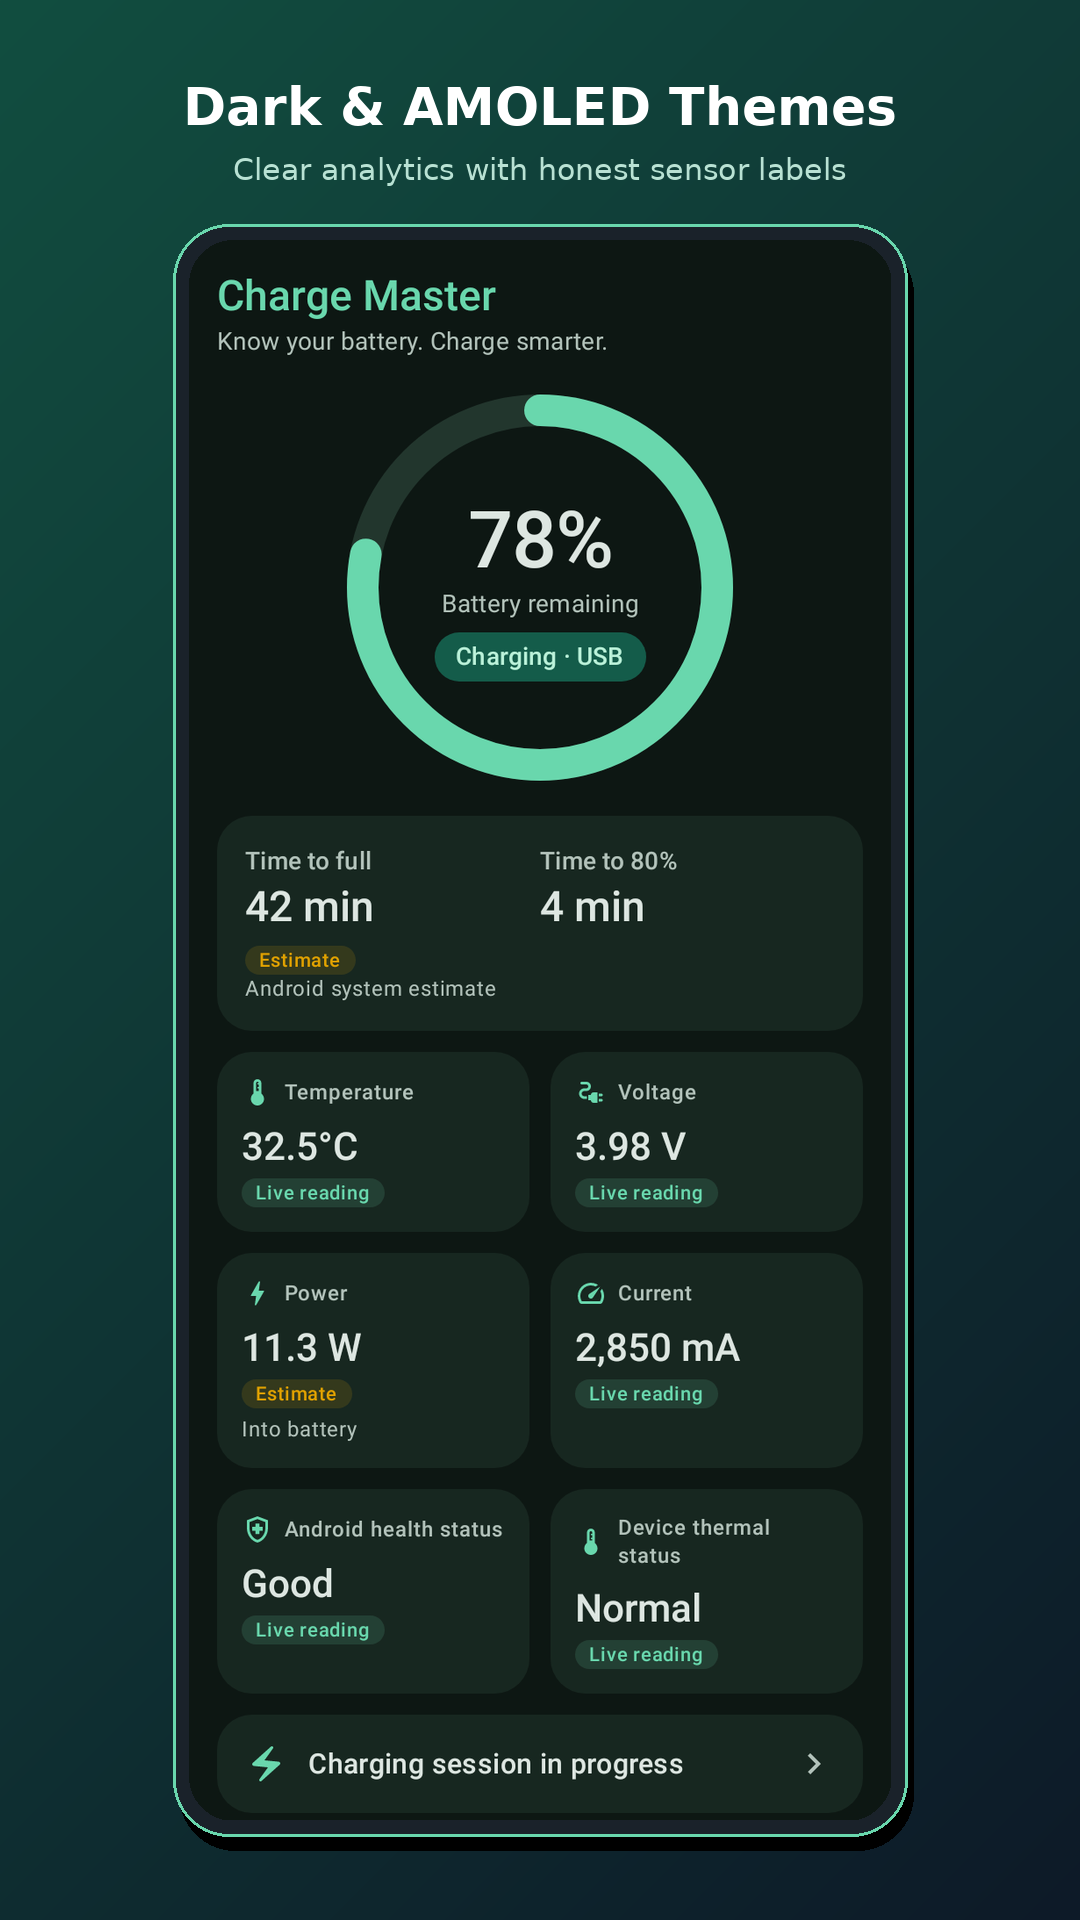 Dark & AMOLED Themes
Clear analytics with honest sensor labels
Charge Master
Know your battery. Charge smarter.
78%
Battery remaining
Charging · USB
Time to full
42 min
Estimate
Android system estimate
Time to 80%
4 min
Temperature
32.5°C
Live reading
Voltage
3.98 V
Live reading
Power
11.3 W
Estimate
Into battery
Current
2,850 mA
Live reading
Android health status
Good
Live reading
Device thermal
status
Normal
Live reading
Charging session in progress